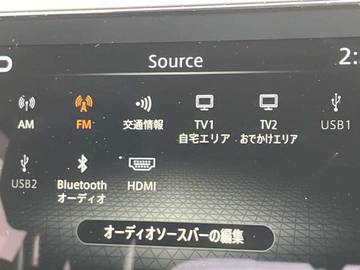 Source
2:
AM
FM
交通情報
TV1
自宅エリア
TV2
おでかけエリア
USB1
USB2
Bluetooth
オーディオ
HDMI
オーディオソースバーの編集